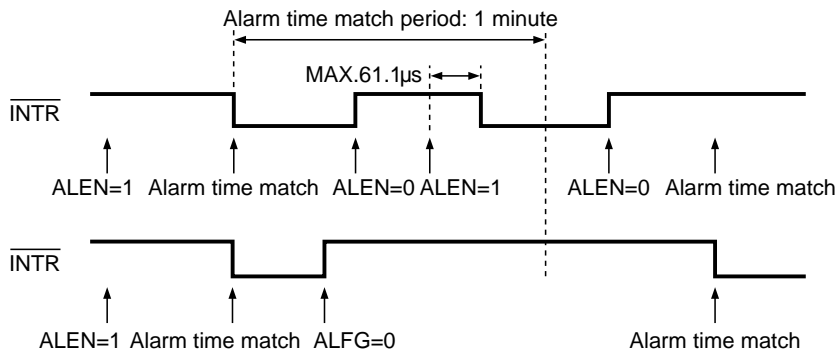 Alarm time match period: 1 minute
MAX.61.1µs
INTR
ALEN=1 Alarm time match ALEN=0 ALEN=1 ALEN=0 Alarm time match
INTR
ALEN=1 Alarm time match ALFG=0 Alarm time match